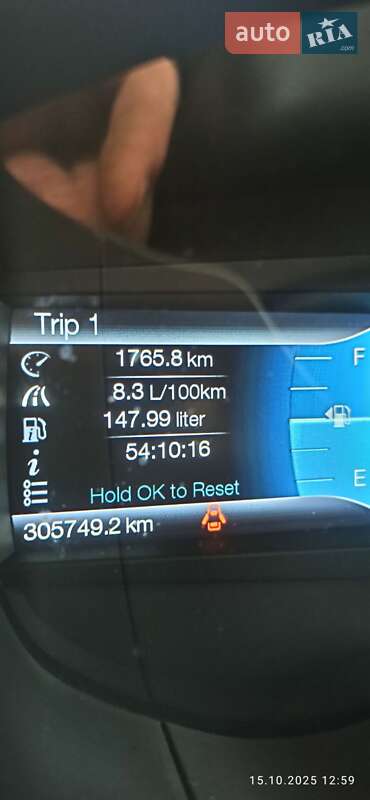 auto RIA .com
Trip 1
1765.8 km
8.3 L/100km
147.99 liter
54:10:16
Hold OK to Reset
305749.2 km
F
E
15.10.2025 12:59